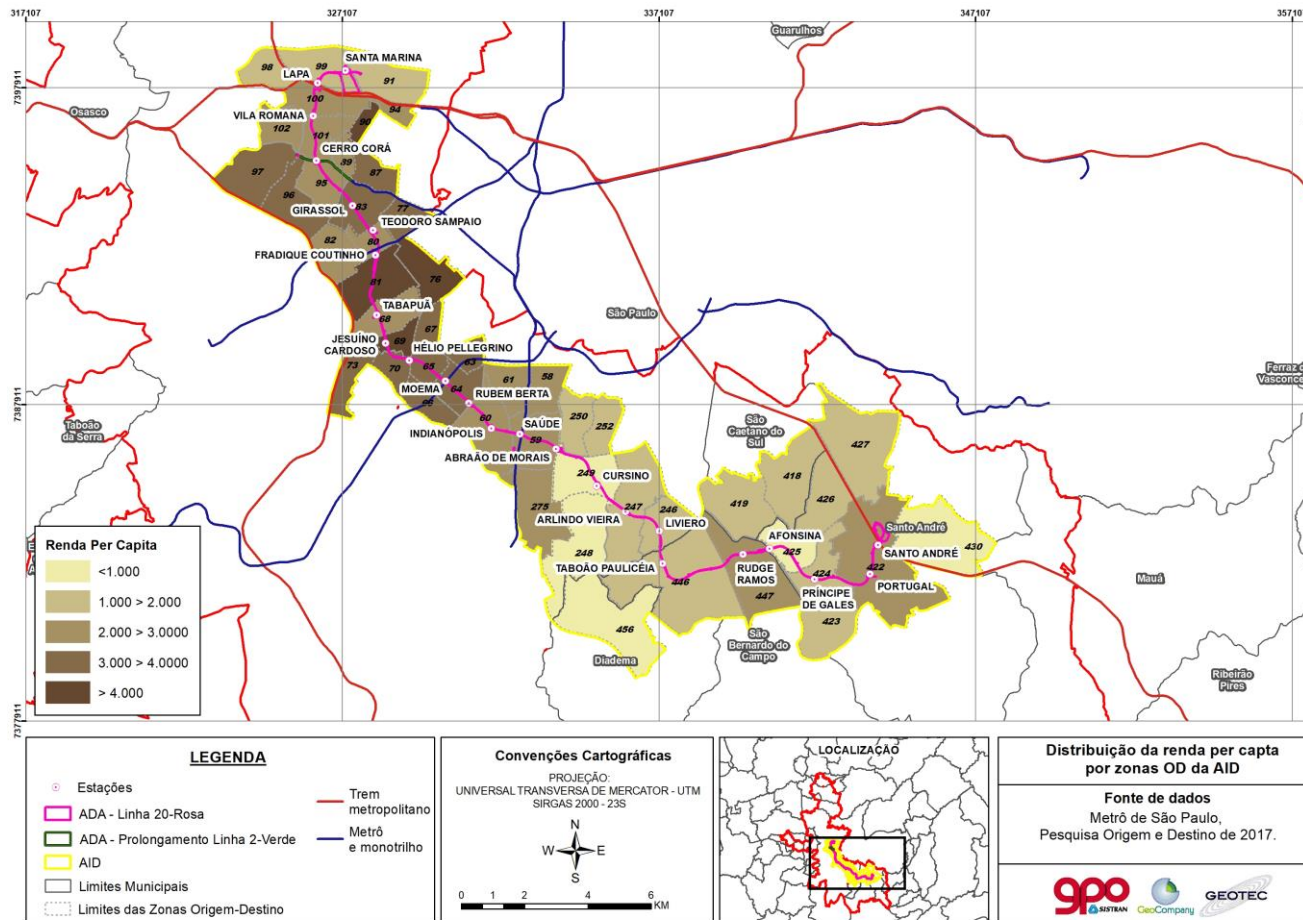 317107
327107
337107
347107
357107
7397911
7387911
7377911
Guarulhos
Osasco
São Paulo
Taboão
da Serra
São
Caetano do
Sul
Ferraz d
Vasconce
Mauá
Ribeirão
Pires
Santo André
São
Bernardo do
Campo
Diadema
SANTA MARINA
LAPA
VILA ROMANA
CERRO CORÁ
GIRASSOL
TEODORO SAMPAIO
FRADIQUE COUTINHO
TABAPUÃ
JESUÍNO
CARDOSO
HÉLIO PELLEGRINO
MOEMA
RUBEM BERTA
INDIANÓPOLIS
SAÚDE
ABRAÃO DE MORAIS
CURSINO
ARLINDO VIEIRA
LIVIERO
TABOÃO PAULICÉIA
RUDGE
RAMOS
AFONSINA
PRÍNCIPE
DE GALES
PORTUGAL
SANTO ANDRÉ
98
99
91
100
94
90
102
101
39
97
87
95
96
83
77
82
80
76
81
68
67
69
73
70
65
63
64
61
58
60
59
250
252
249
275
247
246
248
446
456
447
419
418
427
426
425
424
422
423
430
Renda Per Capita
<1.000
1.000 > 2.000
2.000 > 3.0000
3.000 > 4.0000
> 4.000
LEGENDA
Estações
ADA - Linha 20-Rosa
ADA - Prolongamento Linha 2-Verde
AID
Limites Municipais
Limites das Zonas Origem-Destino
Trem
metropolitano
Metrô
e monotrilho
Convenções Cartográficas
PROJEÇÃO:
UNIVERSAL TRANSVERSA DE MERCATOR - UTM
SIRGAS 2000 - 23S
N
W
E
S
0 2 4 6
KM
LOCALIZAÇÃO
Distribuição da renda per capta
por zonas OD da AID
Fonte de dados
Metrô de São Paulo,
Pesquisa Origem e Destino de 2017.
gpo
SISTRAN
GeoCompany
GEOTEC